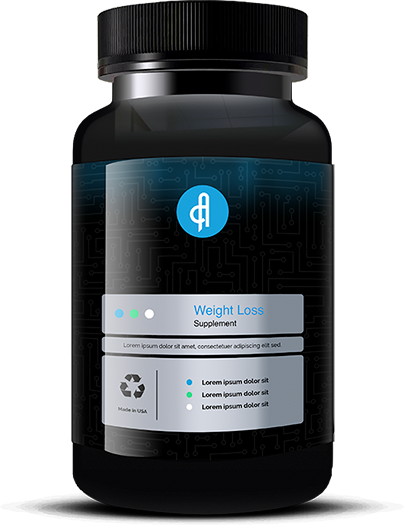 Weight Loss
Supplement
Lorem ipsum dolor sit amet, consectetuer adipiscing elit sed.
Lorem ipsum dolor sit
Lorem ipsum dolor sit
Lorem ipsum dolor sit
Made in USA